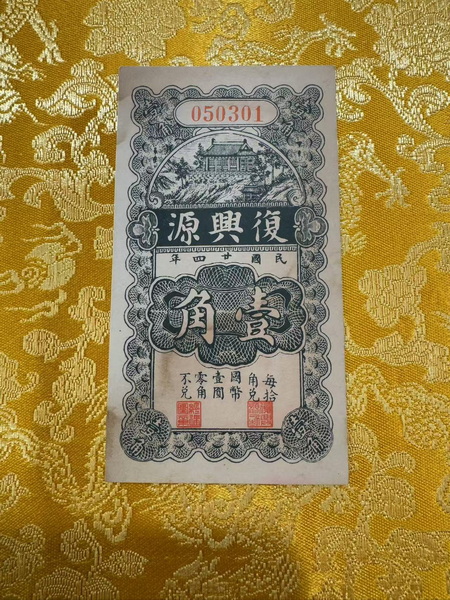 050301
復興源
民國廿四年
壹角
每拾
角兌
國幣
壹圓
零角
不兌